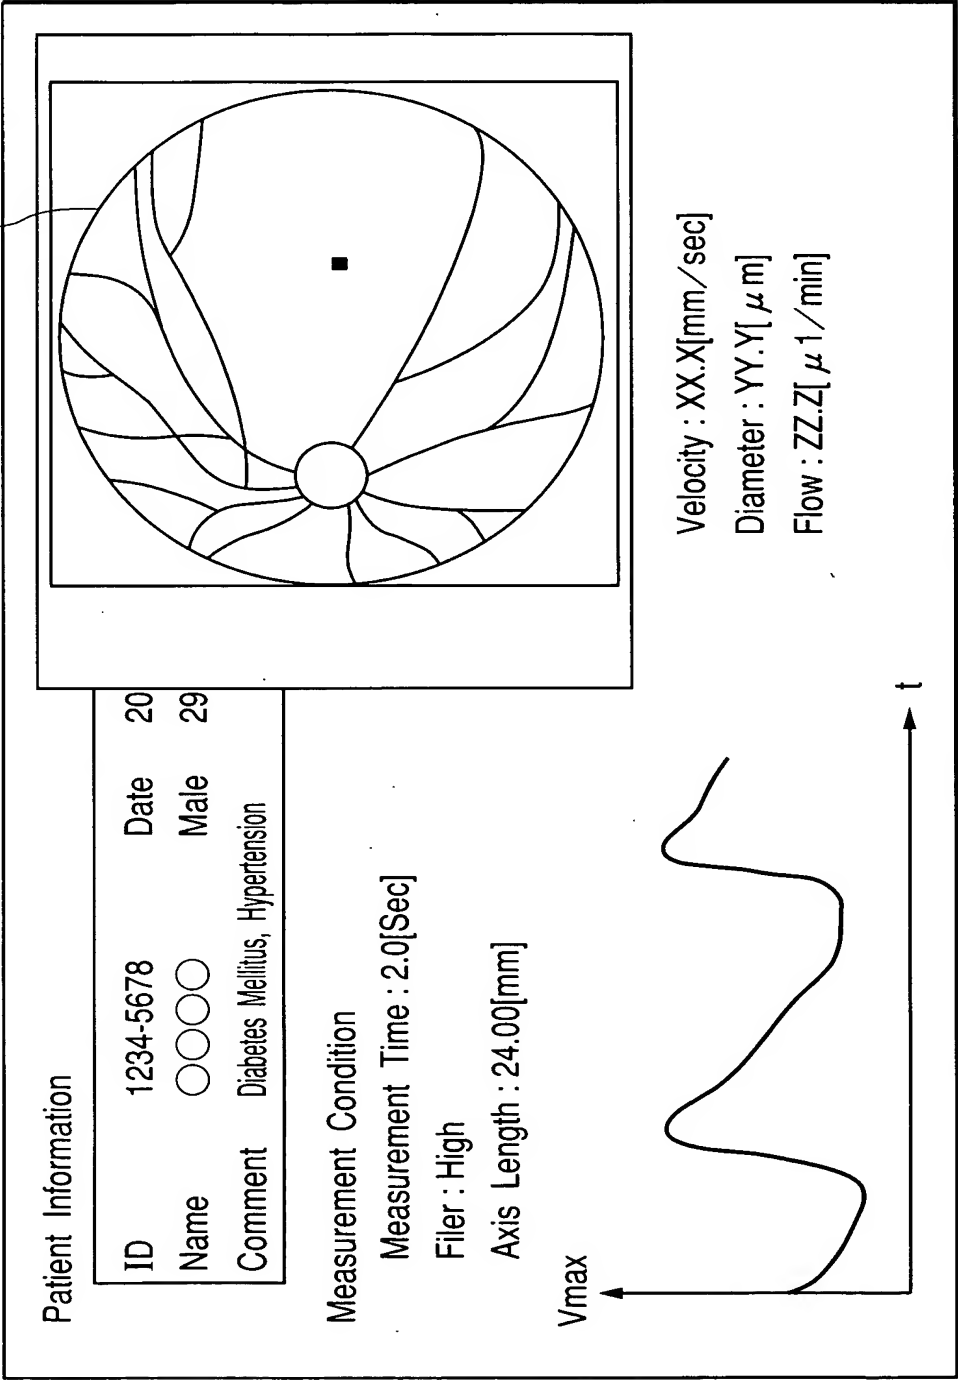 Patient Information
ID 1234-5678 Date 20
Name ○○○○ Male 29
Comment Diabetes Mellitus, Hypertension
Measurement Condition
Measurement Time : 2.0[Sec]
Filer : High
Axis Length : 24.00[mm]
Vmax
t
Velocity : XX.X[mm/sec]
Diameter : YY.Y[μm]
Flow : ZZ.Z[μ1/min]